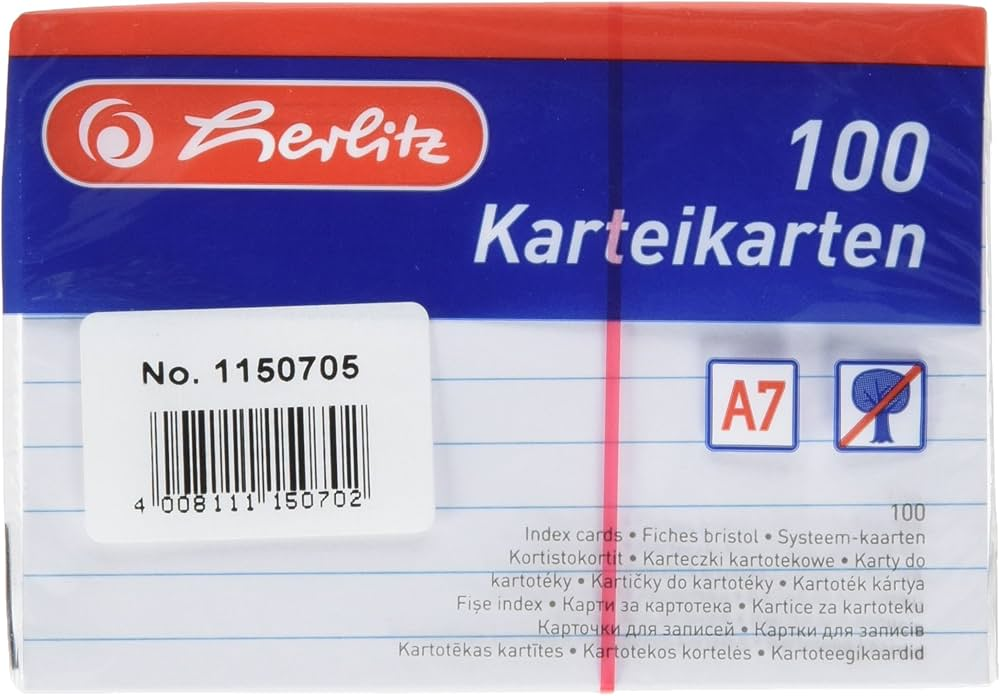 Herlitz
100
Karteikarten
No. 1150705
4 008111 150702
A7
100
Index cards • Fiches bristol • Systeem-kaarten
Kortistokortit • Karteczki kartotekowe • Karty do
kartotéky • Kartičky do kartotéky • Kartoték kártya
Fişe index • Карти за картотека • Kartice za kartoteku
Карточки для записей • Картки для записів
Kartotēkas kartītes • Kartotekos kortelės • Kartoteegikaardid